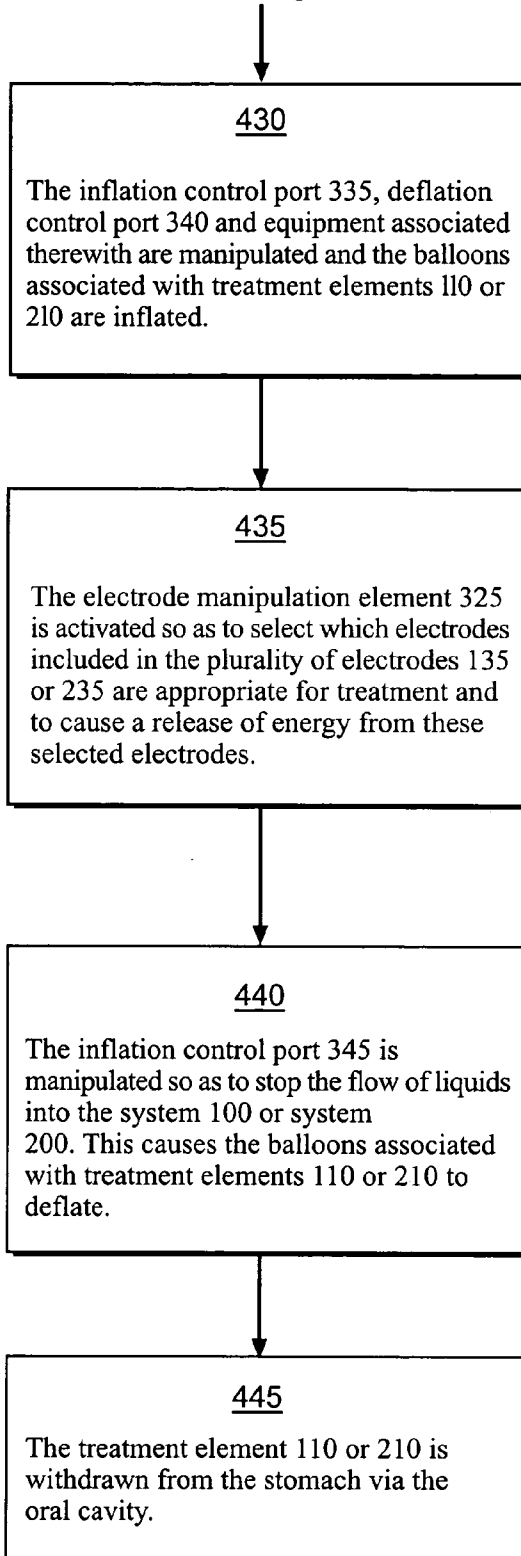 430
The inflation control port 335, deflation
control port 340 and equipment associated
therewith are manipulated and the balloons
associated with treatment elements 110 or
210 are inflated.
435
The electrode manipulation element 325
is activated so as to select which electrodes
included in the plurality of electrodes 135
or 235 are appropriate for treatment and
to cause a release of energy from these
selected electrodes.
440
The inflation control port 345 is
manipulated so as to stop the flow of liquids
into the system 100 or system
200. This causes the balloons associated
with treatment elements 110 or 210 to
deflate.
445
The treatment element 110 or 210 is
withdrawn from the stomach via the
oral cavity.